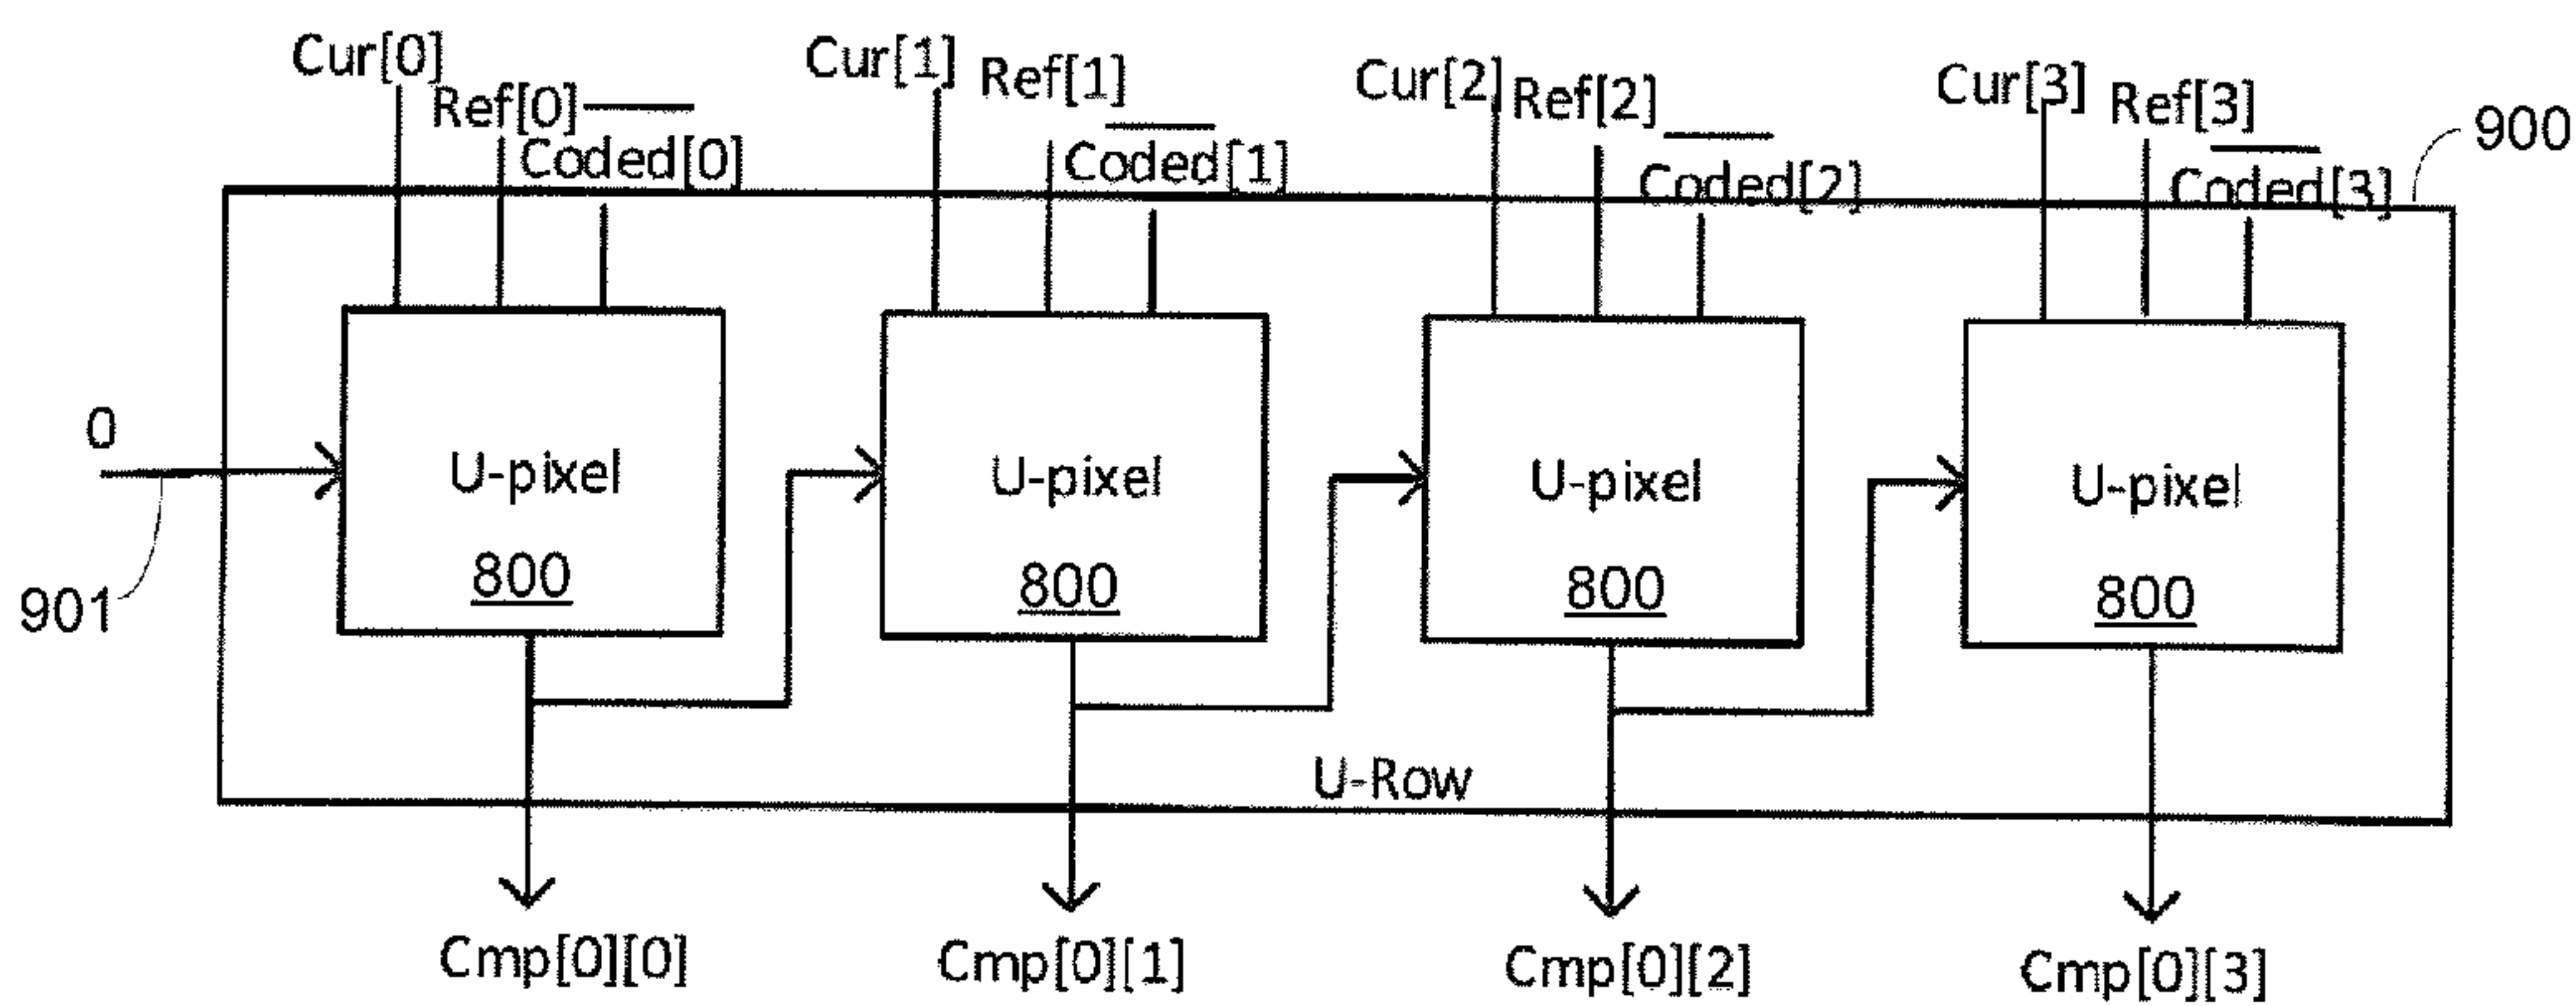 Cur[0] Cur[1] Cur[2] Cur[3]
Ref[0] Ref[1] Ref[2] Ref[3]
Coded[0] Coded[1] Coded[2] Coded[3]
900
0
901
U-pixel U-pixel U-pixel U-pixel
800 800 800 800
U-Row
Cmp[0][0] Cmp[0][1] Cmp[0][2] Cmp[0][3]